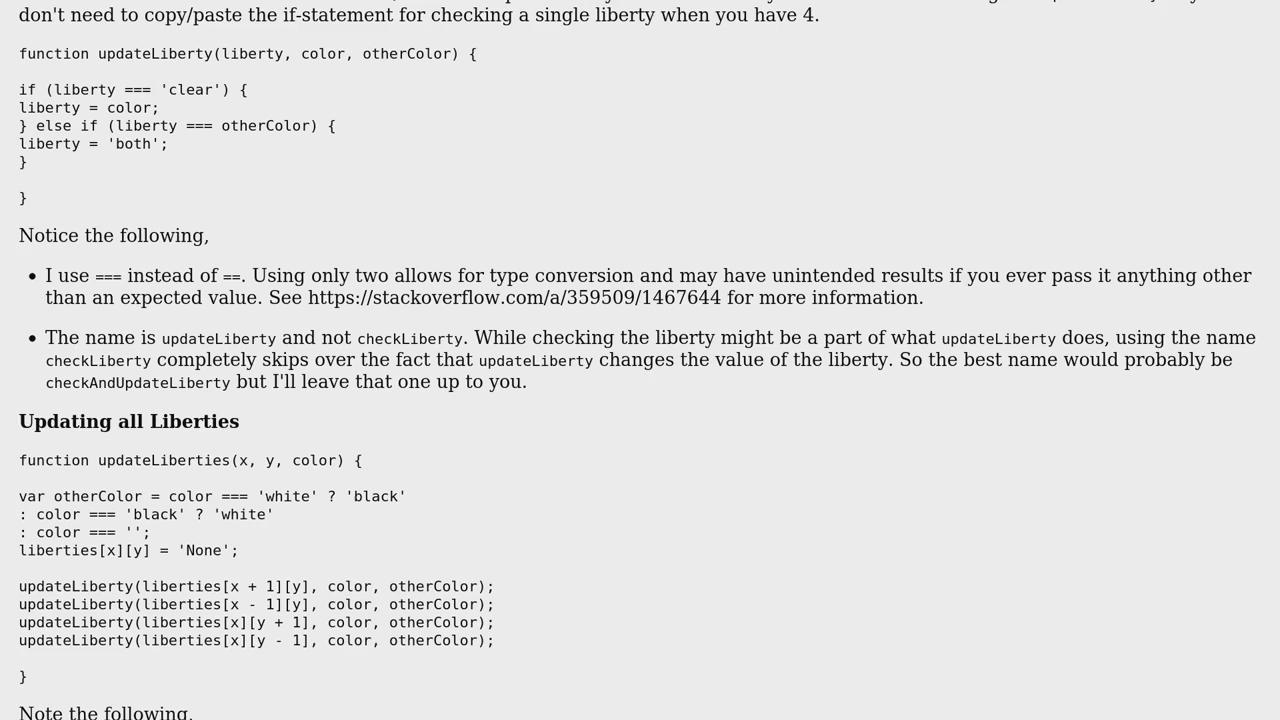 don't need to copy/paste the if-statement for checking a single liberty when you have 4.
function updateLiberty(liberty, color, otherColor) {
if (liberty === 'clear') {
liberty = color;
} else if (liberty === otherColor) {
liberty = 'both';
}
}
Notice the following,
• I use === instead of ==. Using only two allows for type conversion and may have unintended results if you ever pass it anything other
than an expected value. See https://stackoverflow.com/a/359509/1467644 for more information.
• The name is updateLiberty and not checkLiberty. While checking the liberty might be a part of what updateLiberty does, using the name
checkLiberty completely skips over the fact that updateLiberty changes the value of the liberty. So the best name would probably be
checkAndUpdateLiberty but I'll leave that one up to you.
Updating all Liberties
function updateLiberties(x, y, color) {
var otherColor = color === 'white' ? 'black'
: color === 'black' ? 'white'
: color === '';
liberties[x][y] = 'None';
updateLiberty(liberties[x + 1][y], color, otherColor);
updateLiberty(liberties[x - 1][y], color, otherColor);
updateLiberty(liberties[x][y + 1], color, otherColor);
updateLiberty(liberties[x][y - 1], color, otherColor);
}
Note the following,